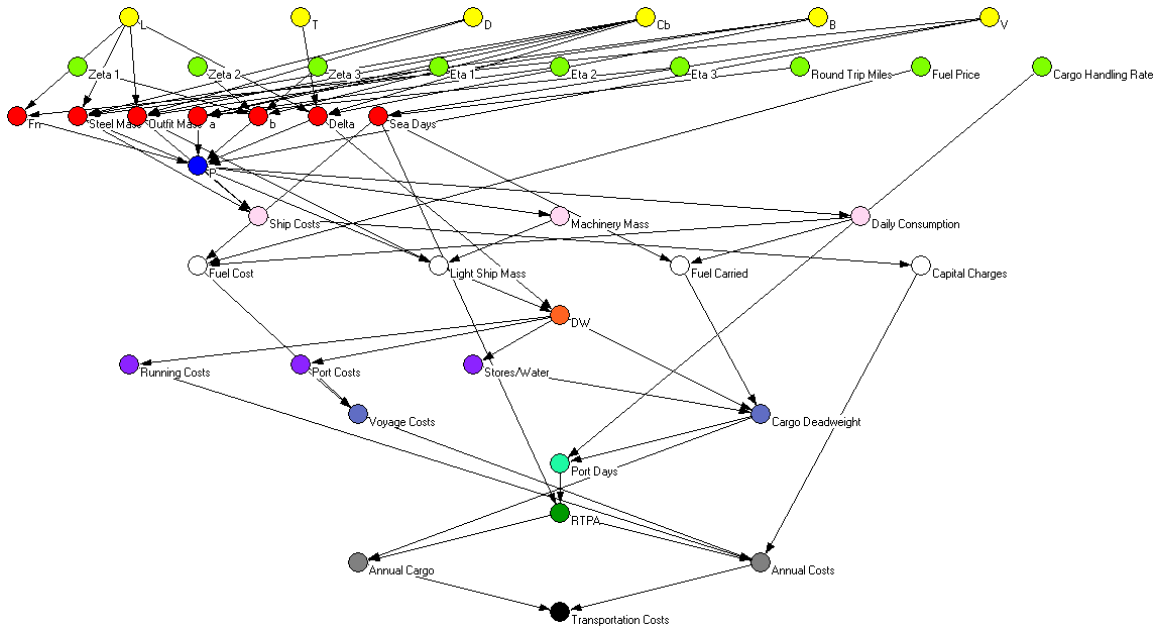 L
T
D
Cb
B
V
Zeta 1
Zeta 2
Zeta 3
Eta 1
Eta 2
Eta 3
Round Trip Miles
Fuel Price
Cargo Handling Rate
Fn
Steel Mass
Outfit Mass
a
b
Delta
Sea Days
P
Ship Costs
Machinery Mass
Daily Consumption
Fuel Cost
Light Ship Mass
Fuel Carried
Capital Charges
DW
Running Costs
Port Costs
Stores/Water
Voyage Costs
Cargo Deadweight
Port Days
RTPA
Annual Cargo
Annual Costs
Transportation Costs